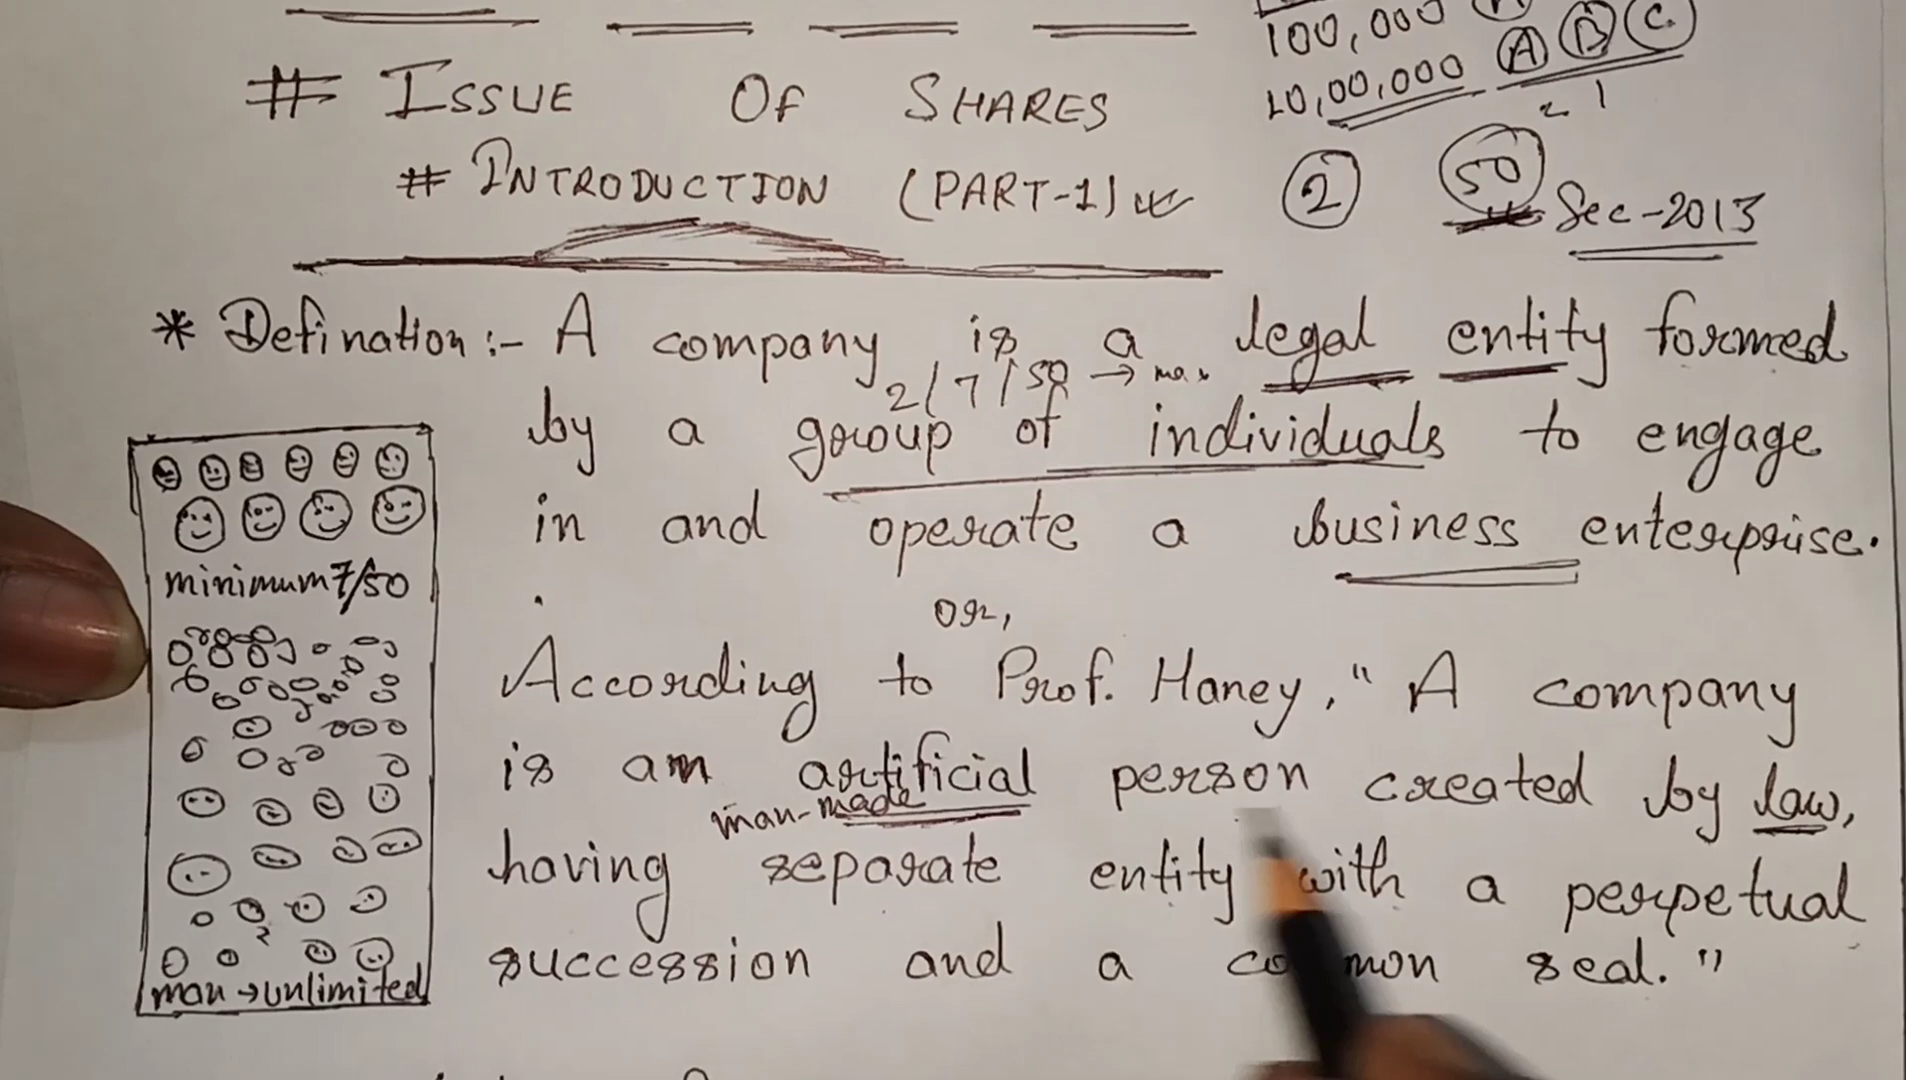 100,000
10,00,000 A B C
2 1
# ISSUE OF SHARES
# INTRODUCTION (PART-1)
2 50 Sec-2013
* Defination :- A company is a legal entity formed
2/7/50 → max
by a group of individuals to engage
in and operate a business enterprise.
or,
According to Prof. Haney, " A company
is an artificial person created by law,
man-made
having separate entity with a perpetual
succession and a common seal. "
minimum 7/50
max → unlimited